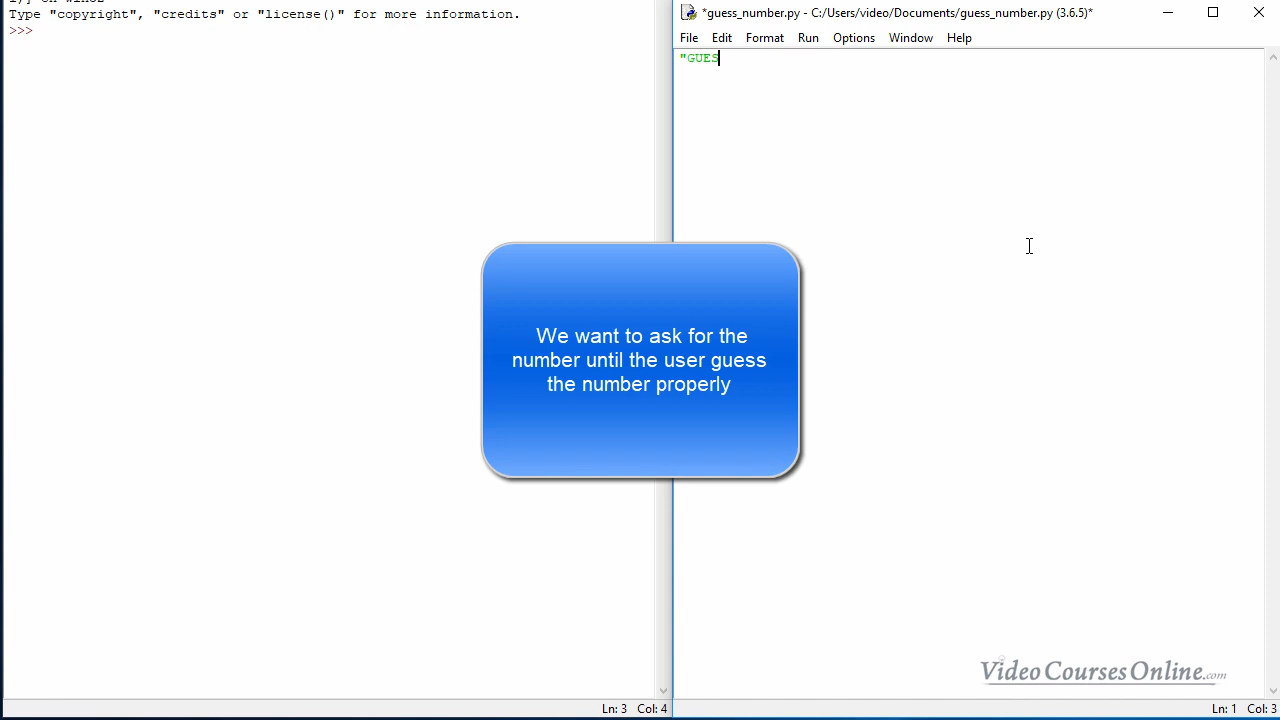 Type "copyright", "credits" or "license()" for more information.
>>>
*guess_number.py - C:/Users/video/Documents/guess_number.py (3.6.5)*
File Edit Format Run Options Window Help
"GUES
We want to ask for the
number until the user guess
the number properly
VideoCoursesOnline.com
Ln: 3 Col: 4
Ln: 1 Col: 3